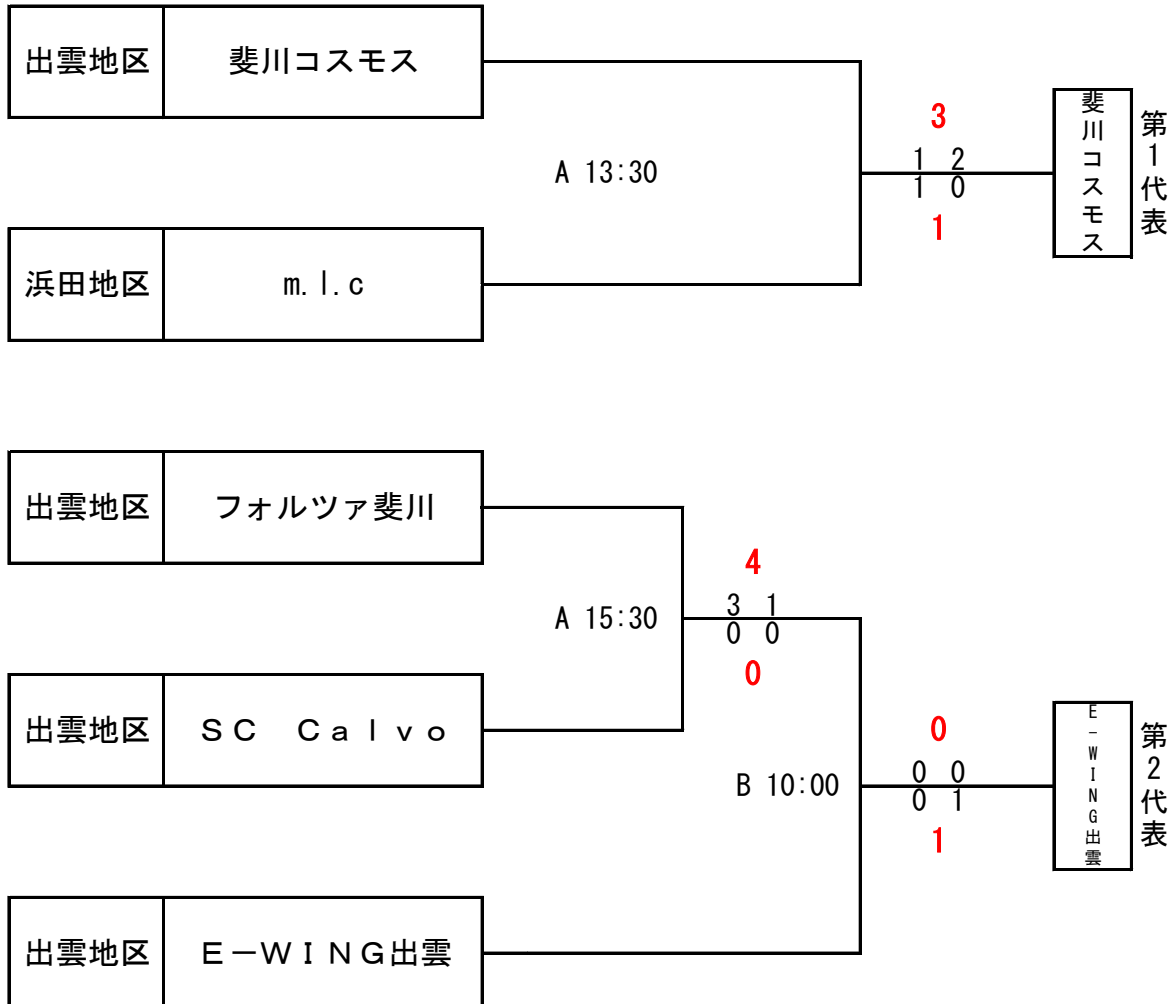 出雲地区 斐川コスモス
3
1 2
A 13:30
1 0
1
斐川コスモス
第1代表
浜田地区 m.l.c
出雲地区 フォルツァ斐川
4
3 1
A 15:30
0 0
0
出雲地区 ＳＣ　Ｃａｌｖｏ
0
0 0
B 10:00
0 1
1
E-WING出雲
第2代表
出雲地区 Ｅ－ＷＩＮＧ出雲